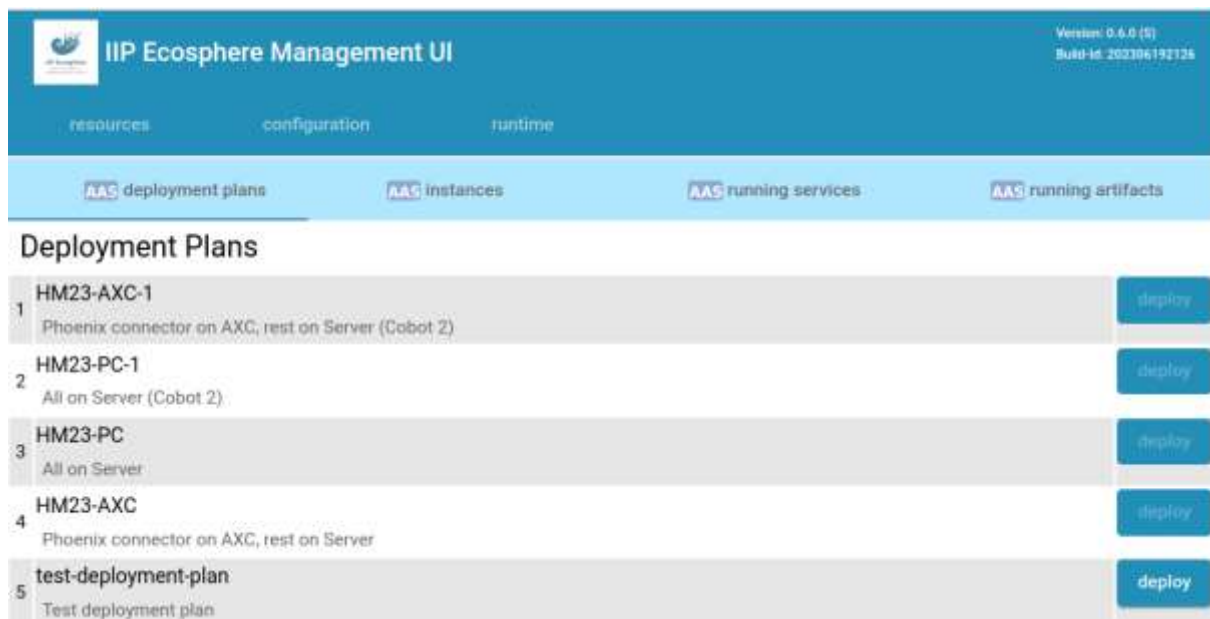 IIP Ecosphere Management UI
Version: 0.6.0 (S)
Build-Id: 202306192126
resources configuration runtime
AAS deployment plans AAS instances AAS running services AAS running artifacts
Deployment Plans
1 HM23-AXC-1 deploy
Phoenix connector on AXC, rest on Server (Cobot 2)
2 HM23-PC-1 deploy
All on Server (Cobot 2)
3 HM23-PC deploy
All on Server
4 HM23-AXC deploy
Phoenix connector on AXC, rest on Server
5 test-deployment-plan deploy
Test deployment plan